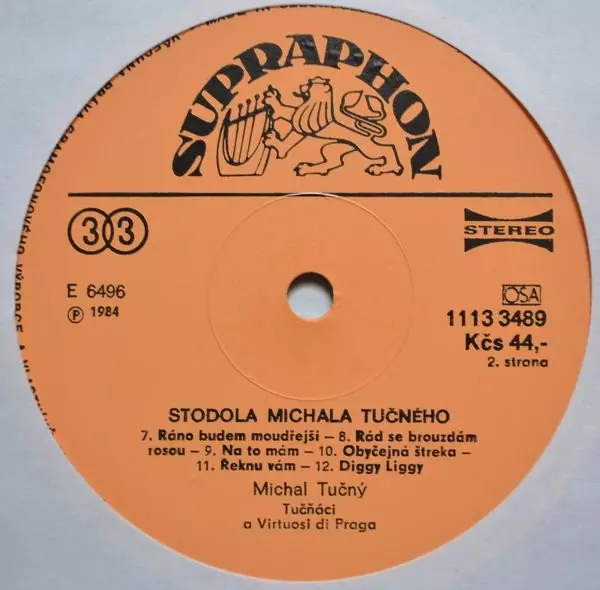 SUPRAPHON
33
STEREO
E 6496
℗ 1984
OSA
1113 3489
Kčs 44,-
2. strana
STODOLA MICHALA TUČNÉHO
7. Ráno budem moudřejší – 8. Rád se brouzdám
rosou – 9. Na to mám – 10. Obyčejná štreka –
11. Řeknu vám – 12. Diggy Liggy
Michal Tučný
Tučňáci
a Virtuosi di Praga
GRAMOFONOVÉHO VÝROBCE A